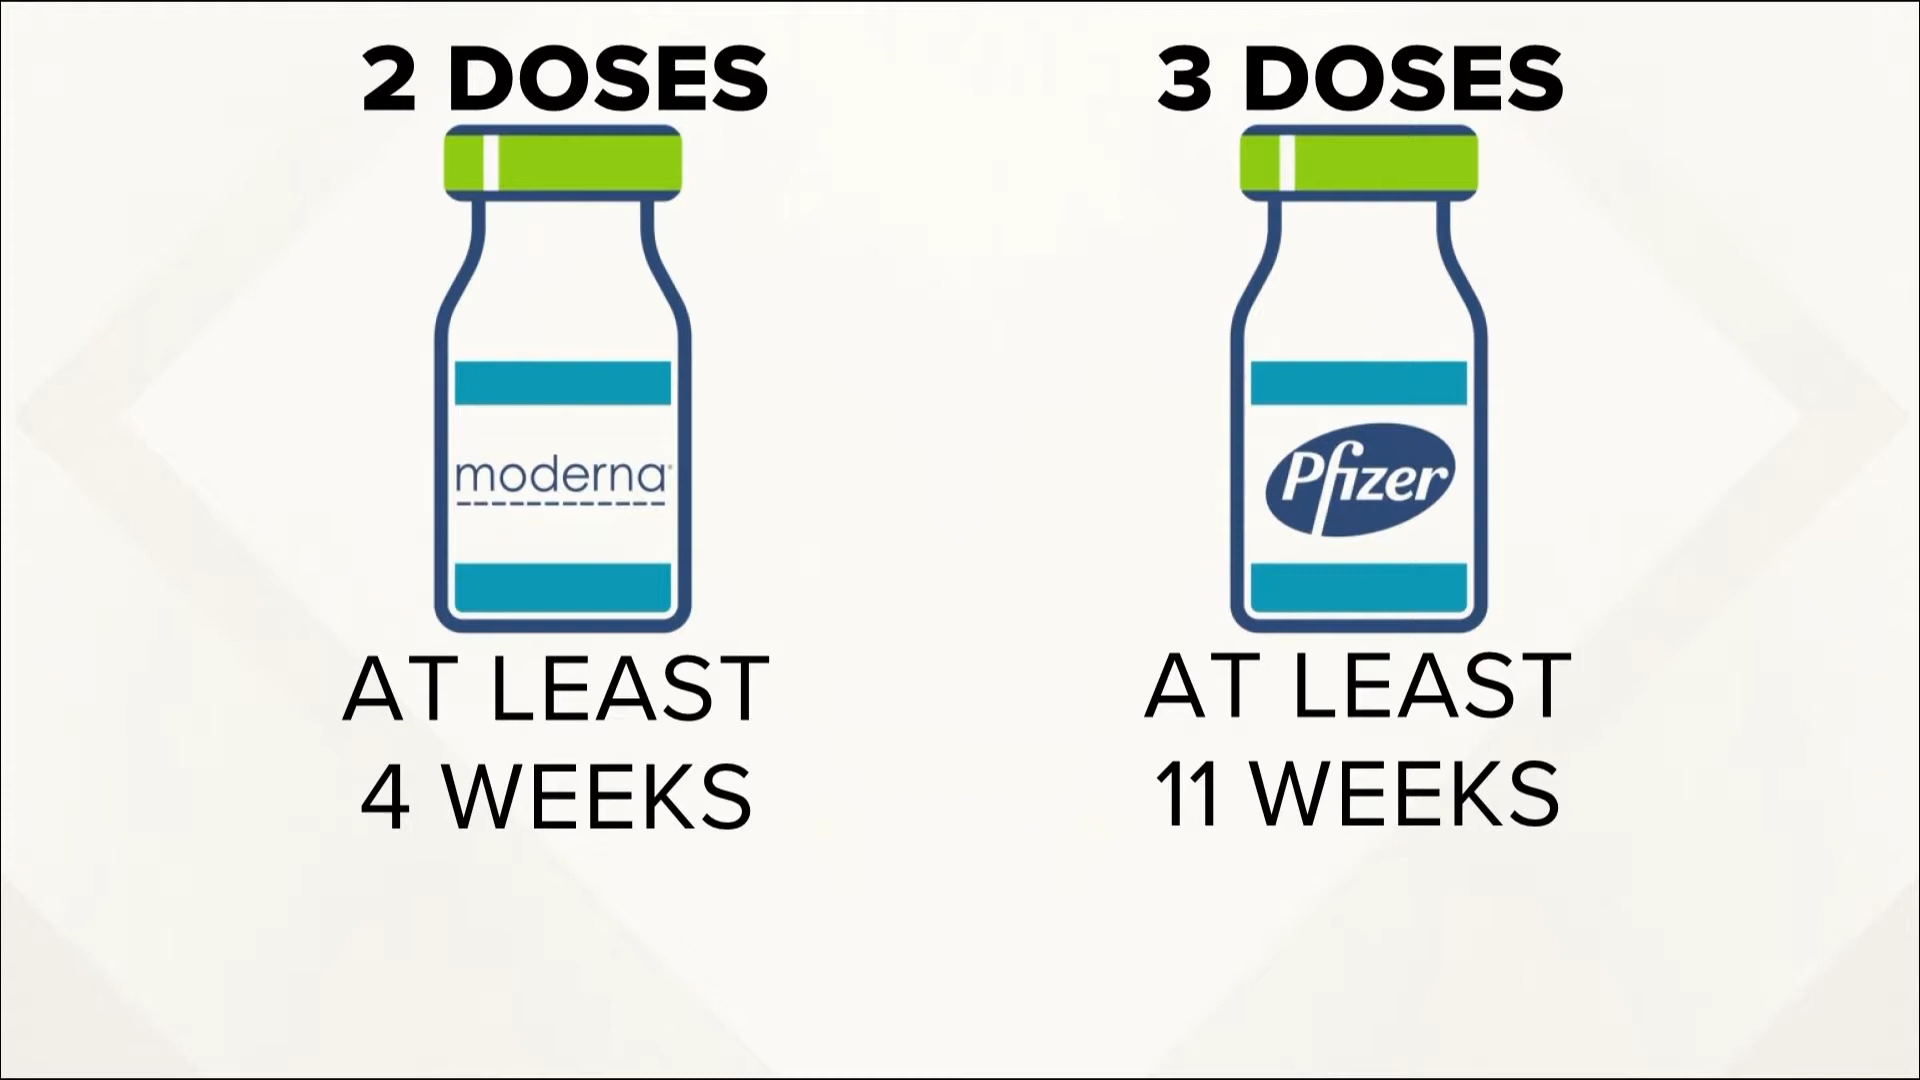 2 DOSES
moderna
AT LEAST
4 WEEKS
3 DOSES
Pfizer
AT LEAST
11 WEEKS